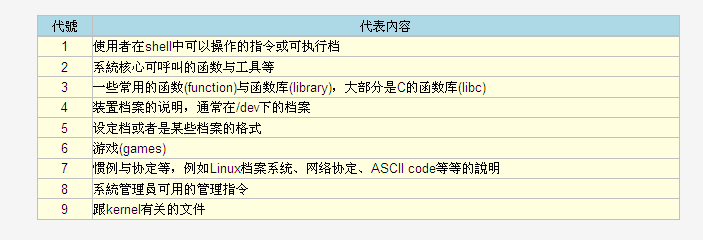 代號 代表內容
1 使用者在shell中可以操作的指令或可执行档
2 系統核心可呼叫的函数与工具等
3 一些常用的函数(function)与函数库(library)，大部分是C的函数库(libc)
4 装置档案的说明，通常在/dev下的档案
5 设定档或者是某些档案的格式
6 游戏(games)
7 惯例与协定等，例如Linux档案系统、网络协定、ASCII code等等的說明
8 系統管理員可用的管理指令
9 跟kernel有关的文件